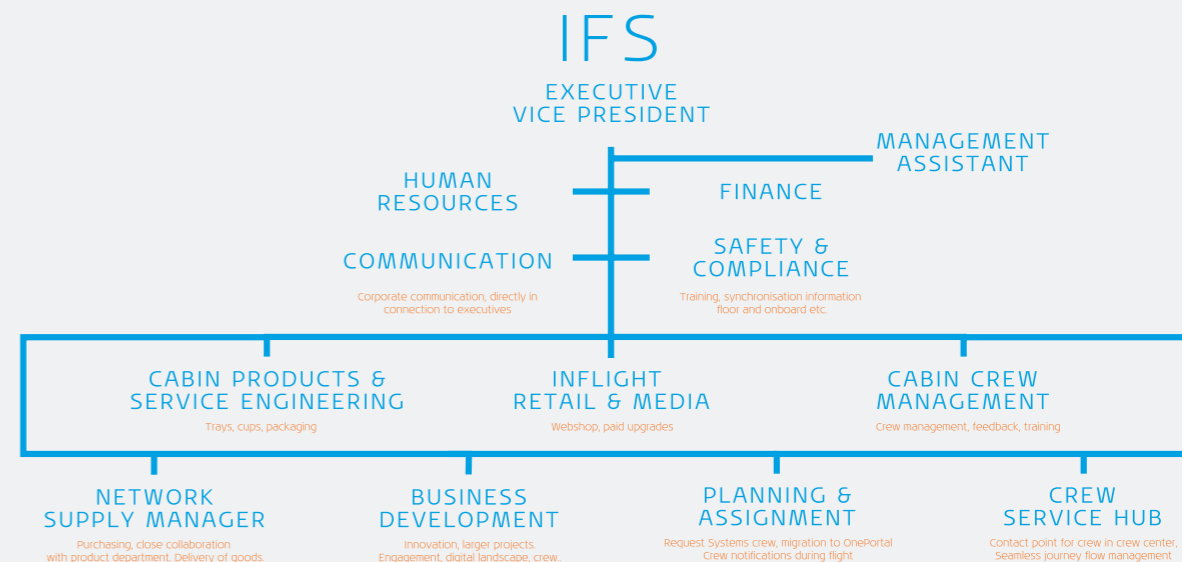 IFS
EXECUTIVE
VICE PRESIDENT
MANAGEMENT
ASSISTANT
HUMAN
RESOURCES
FINANCE
COMMUNICATION
Corporate communication, directly in
connection to executives
SAFETY &
COMPLIANCE
Training, synchronisation information
floor and onboard etc.
CABIN PRODUCTS &
SERVICE ENGINEERING
Trays, cups, packaging
INFLIGHT
RETAIL & MEDIA
Webshop, paid upgrades
CABIN CREW
MANAGEMENT
Crew management, feedback, training
NETWORK
SUPPLY MANAGER
Purchasing, close collaboration
with product department. Delivery of goods.
BUSINESS
DEVELOPMENT
Innovation, larger projects.
Engagement, digital landscape, crew..
PLANNING &
ASSIGNMENT
Request Systems crew, migration to OnePortal
Crew notifications during flight
CREW
SERVICE HUB
Contact point for crew in crew center,
Seamless journey flow management